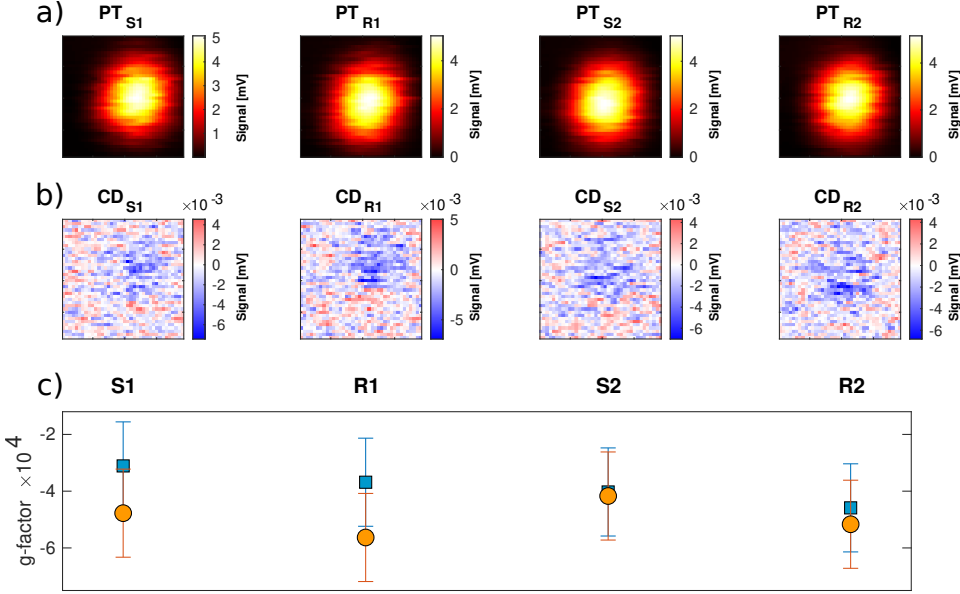 a)
PT S1
PT R1
PT S2
PT R2
5
4
3
2
1
Signal [mV]
4
2
0
Signal [mV]
4
2
0
Signal [mV]
4
2
0
Signal [mV]
b)
CD S1
×10 -3
CD R1
×10 -3
CD S2
×10 -3
CD R2
×10 -3
4
2
0
-2
-4
-6
Signal [mV]
5
0
-5
Signal [mV]
4
2
0
-2
-4
-6
Signal [mV]
4
2
0
-2
-4
-6
Signal [mV]
c)
S1
R1
S2
R2
g-factor ×10 4
-2
-4
-6